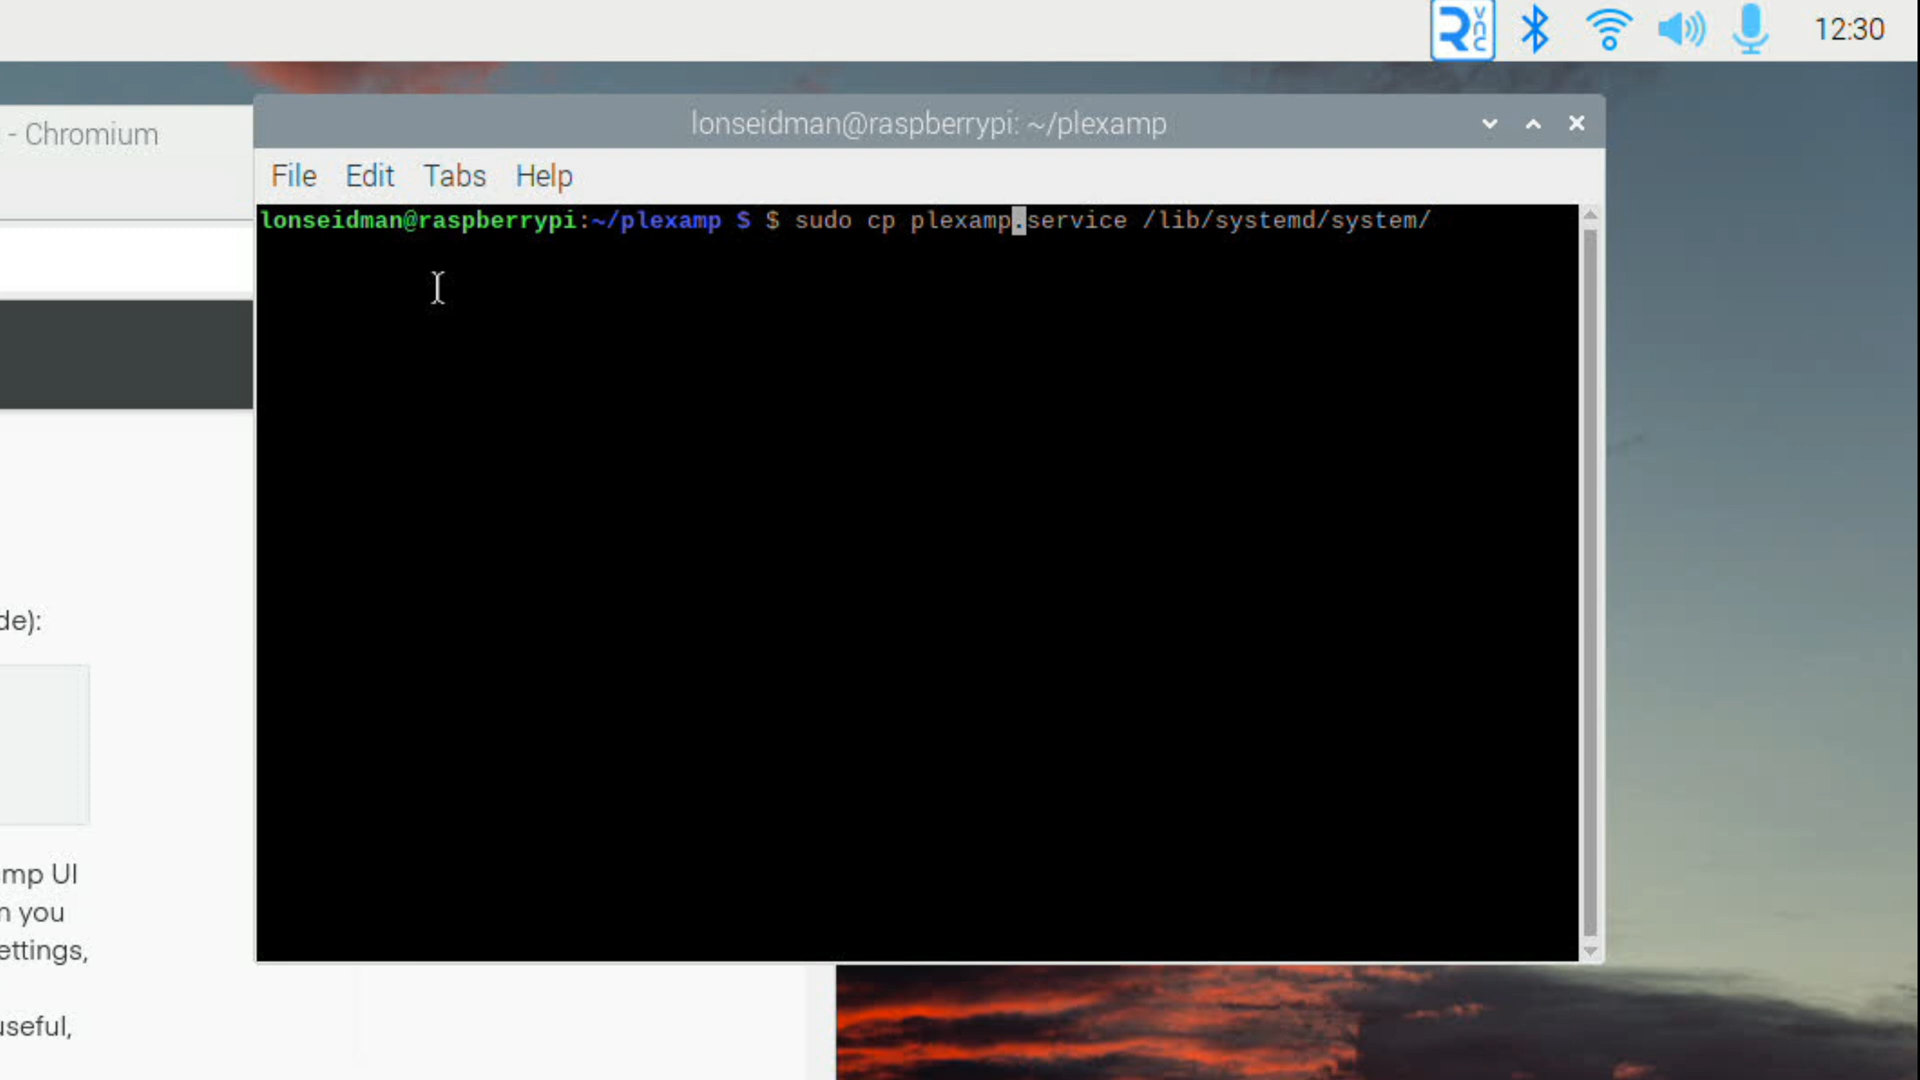 VNC
12:30
- Chromium
lonseidman@raspberrypi: ~/plexamp
File Edit Tabs Help
lonseidman@raspberrypi:~/plexamp $ $ sudo cp plexamp.service /lib/systemd/system/
de):
mp UI
n you
ettings,
useful,